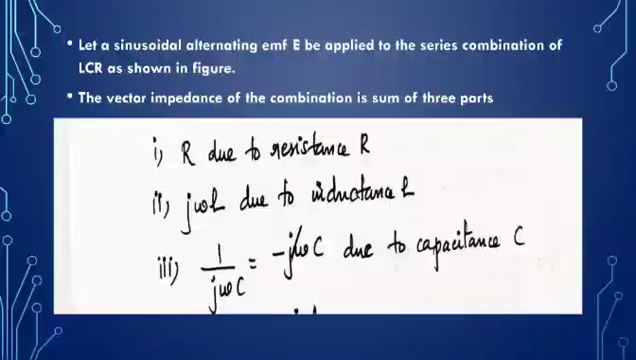 • Let a sinusoidal alternating emf E be applied to the series combination of
LCR as shown in figure.
• The vector impedance of the combination is sum of three parts
i) R due to resistance R
ii) jωL due to inductance L
iii) 1/jωC = -j/ωC due to capacitance C